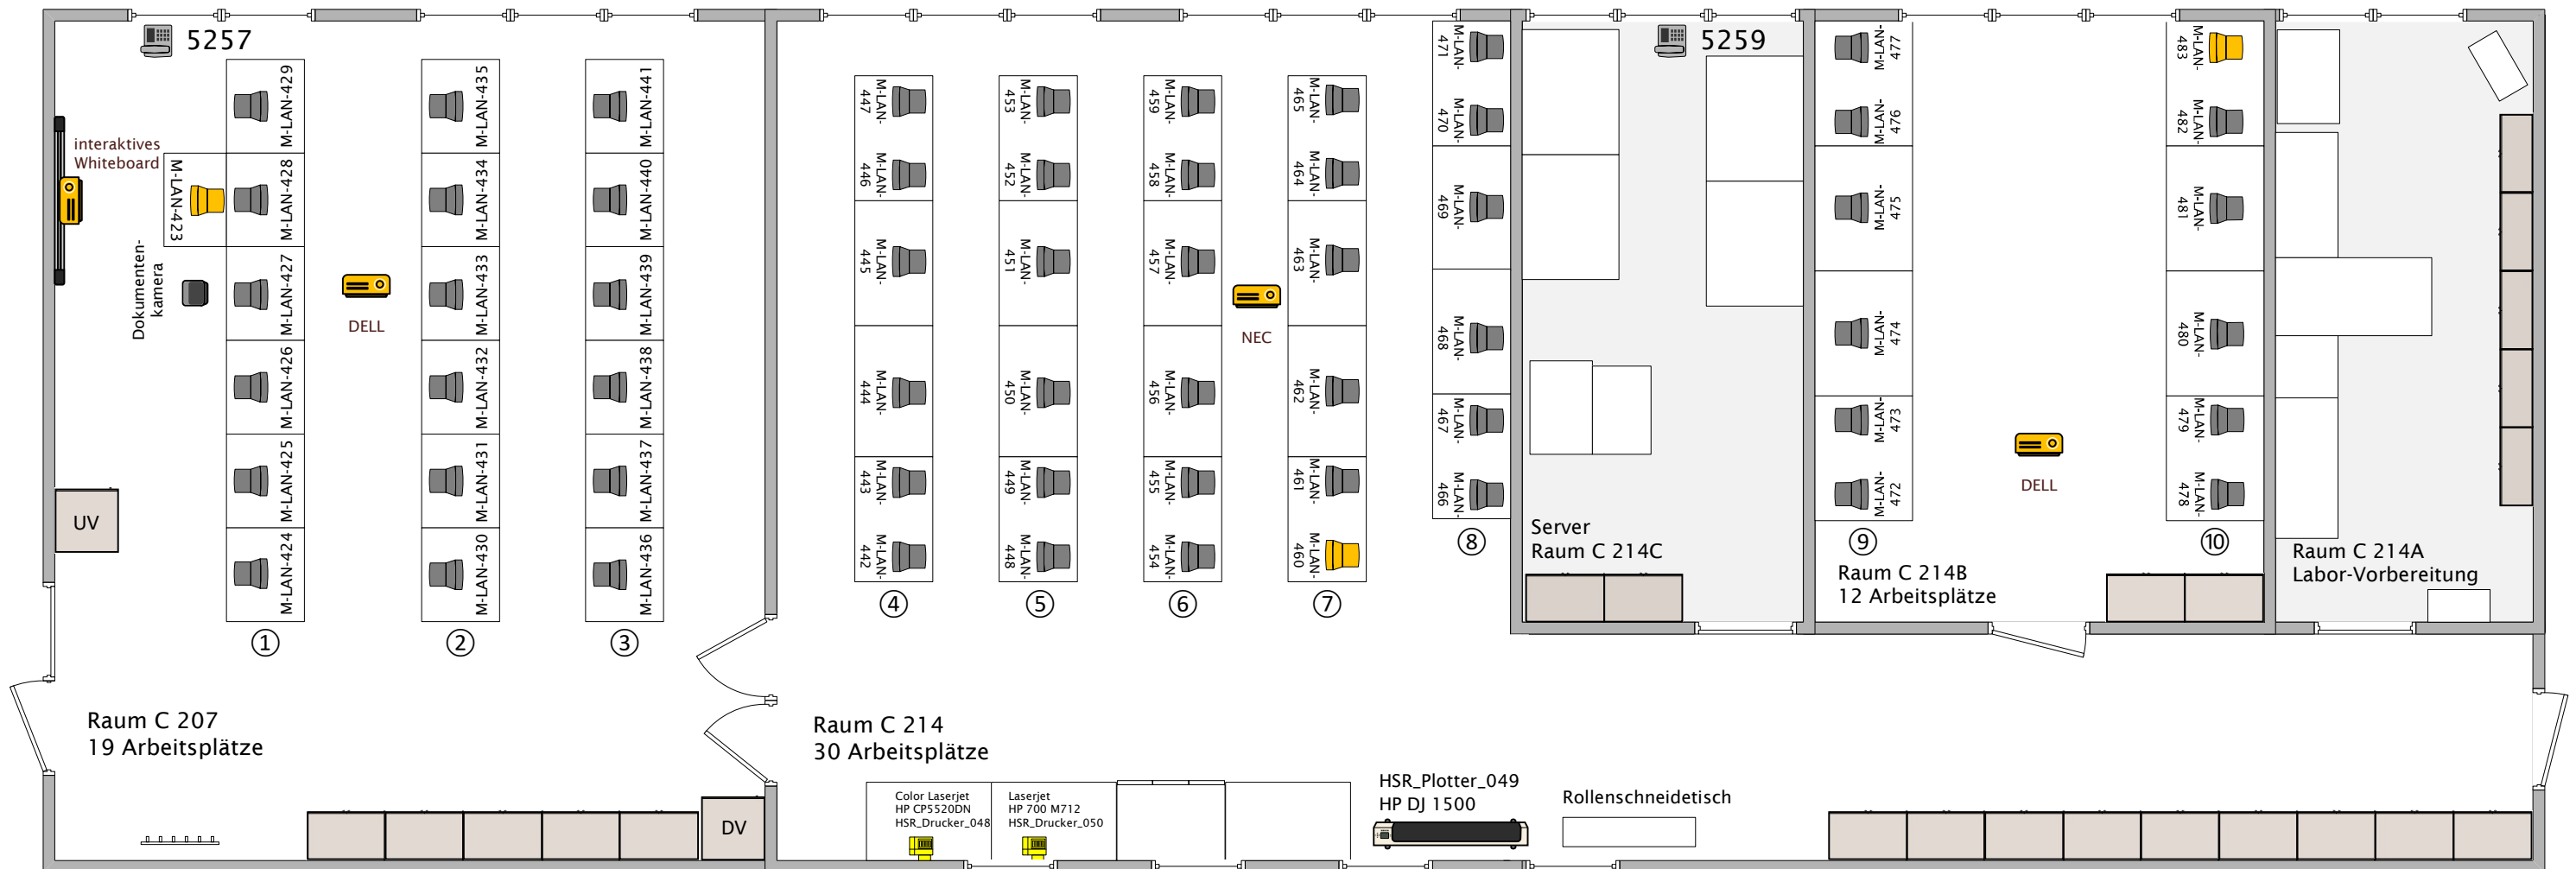 5257
interaktives
Whiteboard
M-LAN-423
Dokumenten-
kamera
UV
M-LAN-429
M-LAN-428
M-LAN-427
M-LAN-426
M-LAN-425
M-LAN-424
①
DELL
M-LAN-435
M-LAN-434
M-LAN-433
M-LAN-432
M-LAN-431
M-LAN-430
②
M-LAN-441
M-LAN-440
M-LAN-439
M-LAN-438
M-LAN-437
M-LAN-436
③
Raum C 207
19 Arbeitsplätze
DV
M-LAN-
447
M-LAN-
446
M-LAN-
445
M-LAN-
444
M-LAN-
443
M-LAN-
442
④
M-LAN-
453
M-LAN-
452
M-LAN-
451
M-LAN-
450
M-LAN-
449
M-LAN-
448
⑤
M-LAN-
459
M-LAN-
458
M-LAN-
457
M-LAN-
456
M-LAN-
455
M-LAN-
454
⑥
NEC
M-LAN-
465
M-LAN-
464
M-LAN-
463
M-LAN-
462
M-LAN-
461
M-LAN-
460
⑦
M-LAN-
471
M-LAN-
470
M-LAN-
469
M-LAN-
468
M-LAN-
467
M-LAN-
466
⑧
Raum C 214
30 Arbeitsplätze
Color Laserjet
HP CP5520DN
HSR_Drucker_048
Laserjet
HP 700 M712
HSR_Drucker_050
HSR_Plotter_049
HP DJ 1500
Rollenschneidetisch
5259
Server
Raum C 214C
M-LAN-
477
M-LAN-
476
M-LAN-
475
M-LAN-
474
M-LAN-
473
M-LAN-
472
⑨
Raum C 214B
12 Arbeitsplätze
DELL
M-LAN-
483
M-LAN-
482
M-LAN-
481
M-LAN-
480
M-LAN-
479
M-LAN-
478
⑩
Raum C 214A
Labor-Vorbereitung